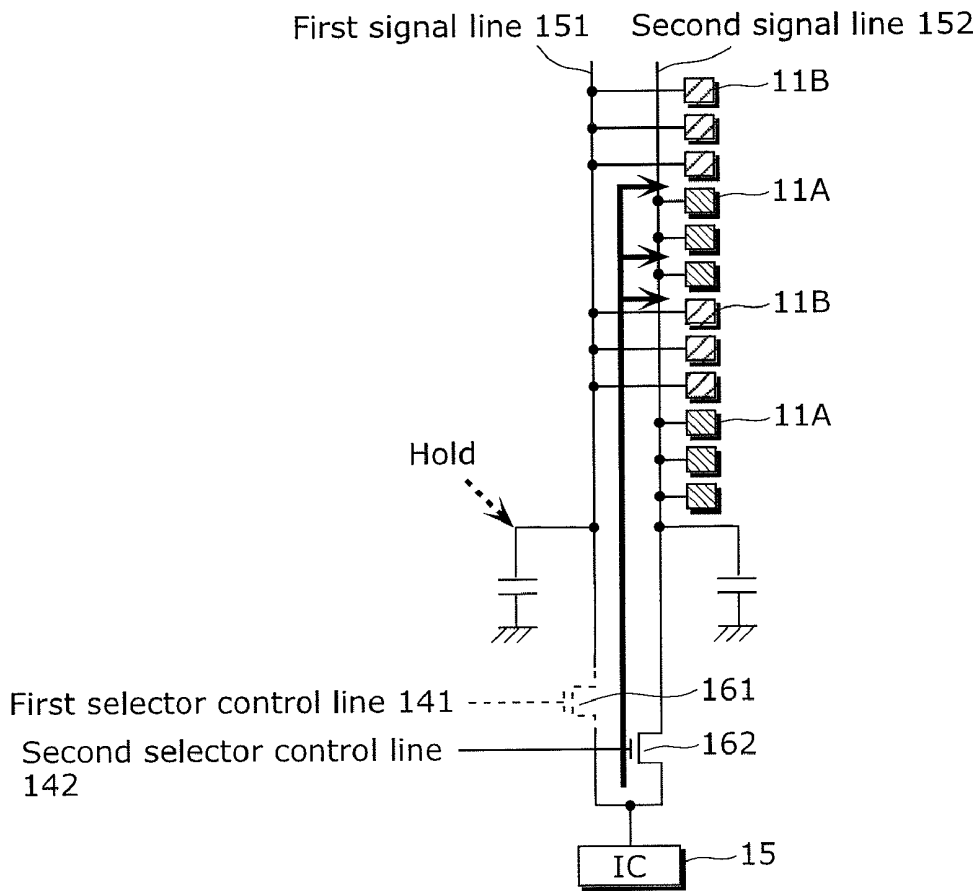 First signal line 151
Second signal line 152
11B
11A
11B
11A
Hold
First selector control line 141
161
Second selector control line
142
162
IC
15